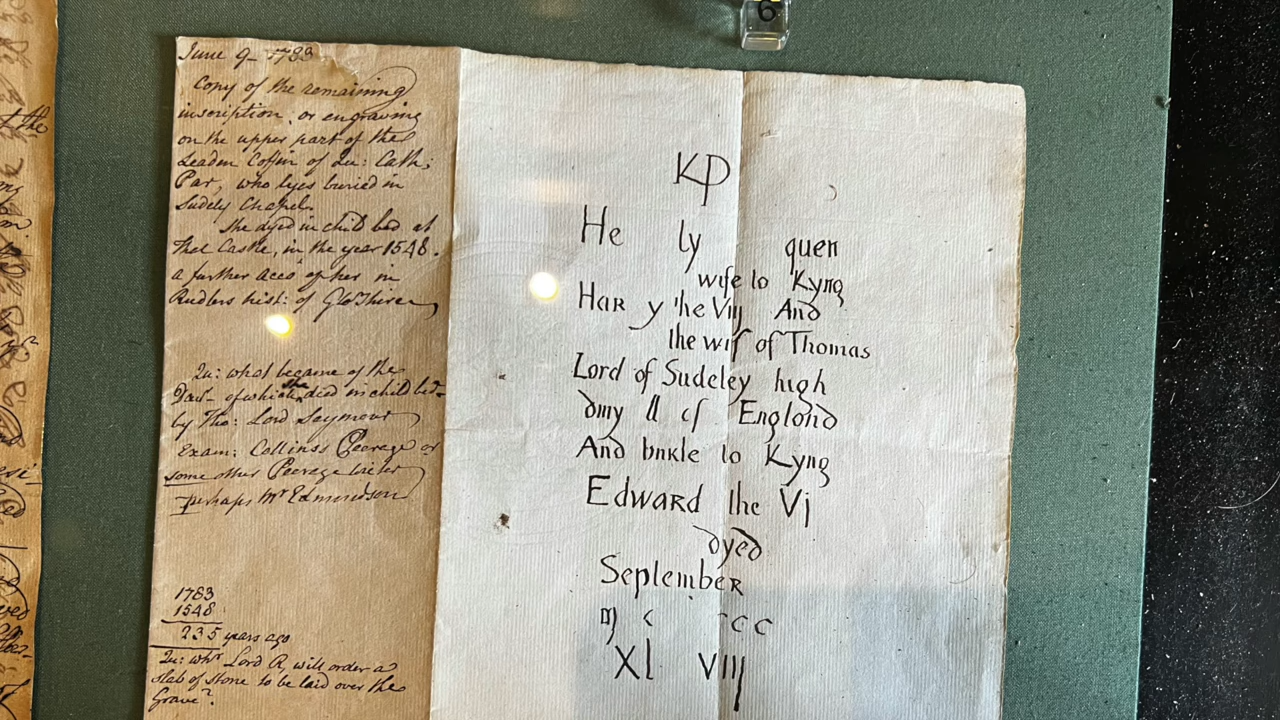 6
June 9 - 1783
Copy of the remaining
inscription, or engraving
on the upper part of the
Leaden Coffin of Qu: Cath:
Par, who lyes buried in
Sudely Chapel.
She dyed in child bed at
that Castle, in the year 1548.
a further acco of her in
Rudders hist: of Glo'shire
Qu: what became of the
Daur- of which she died in child bed-
by Tho: Lord Seymour
Exam: Collins's Peerage or
some other Peerage writer
perhaps Mr Edmondson
1783
1548
235 years ago
Qu: whr Lord R, will order a
slab of stone to be laid over the
Grave?
KP
He ly quen
wife to Kyng
HaR y the Viij And
the wif of Thomas
Lord of Sudeley high
dmy ll of Englond
And bnkle to Kyng
Edward the Vj
dyed
September
m c c c
Xl VIIJ